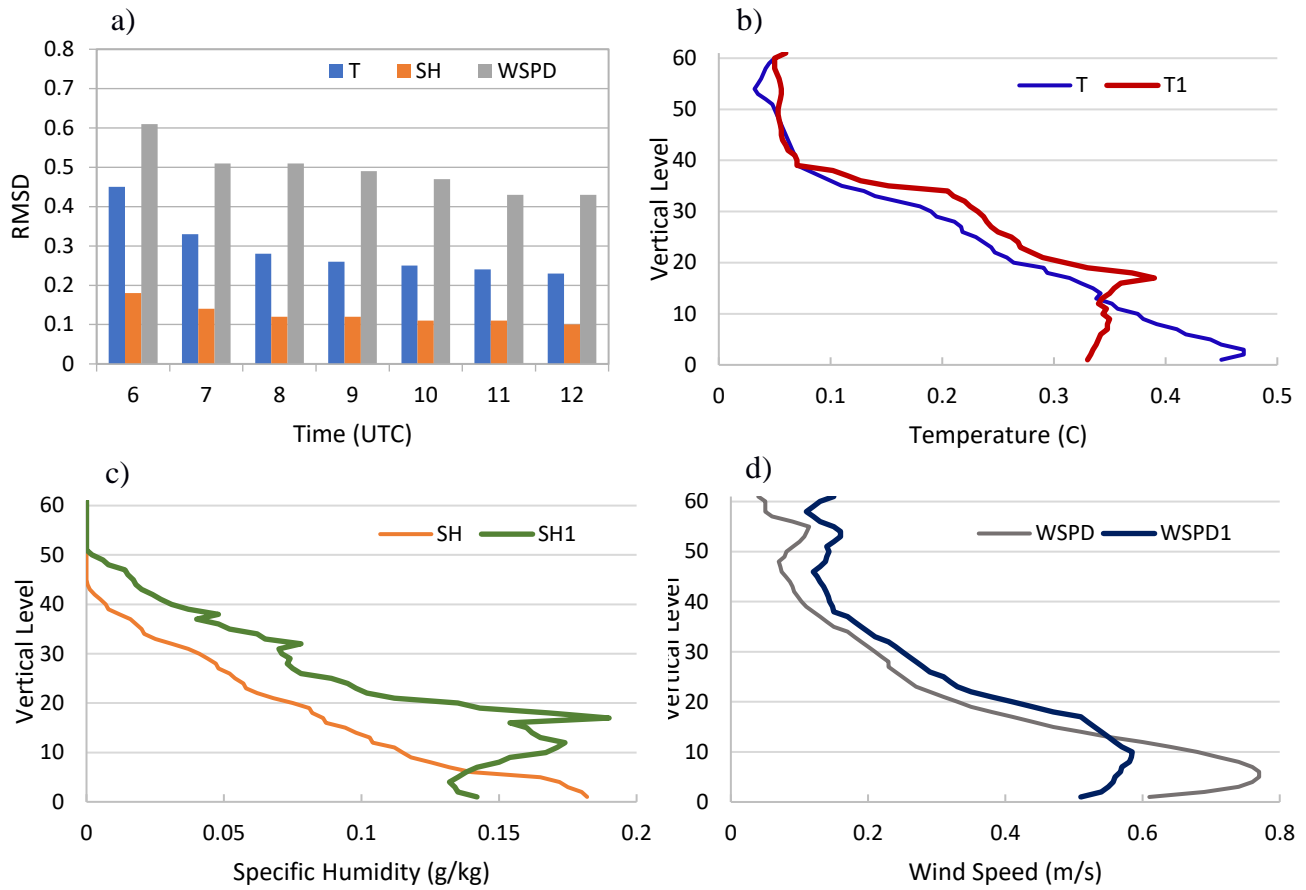 a)
0.8
0.7
0.6
0.5
0.4
0.3
0.2
0.1
0
RMSD
T SH WSPD
6 7 8 9 10 11 12
Time (UTC)
b)
60
50
40
30
20
10
0
Vertical Level
T T1
0 0.1 0.2 0.3 0.4 0.5
Temperature (C)
c)
60
50
40
30
20
10
0
Vertical Level
SH SH1
0 0.05 0.1 0.15 0.2
Specific Humidity (g/kg)
d)
60
50
40
30
20
10
0
Vertical Level
WSPD WSPD1
0 0.2 0.4 0.6 0.8
Wind Speed (m/s)